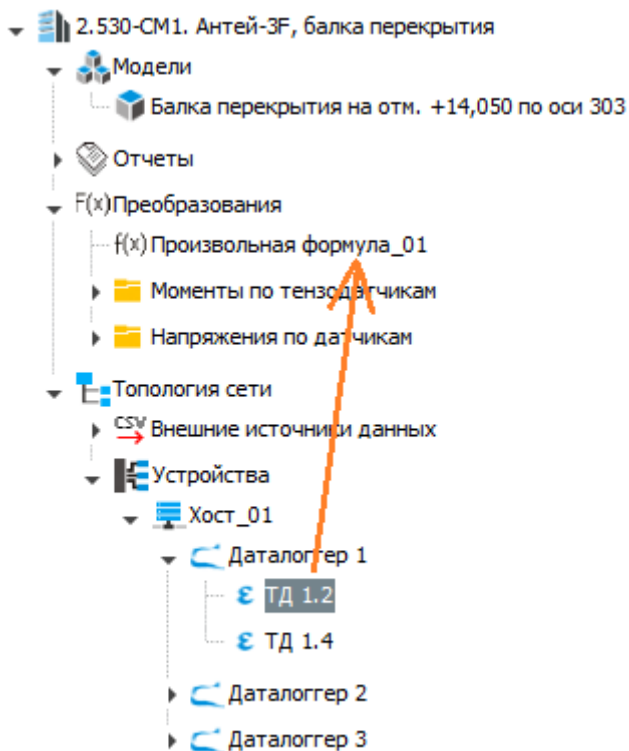 2.530-СМ1. Антей-3F, балка перекрытия
Модели
Балка перекрытия на отм. +14,050 по оси 303
Отчеты
F(x) Преобразования
f(x) Произвольная формула_01
Моменты по тензодатчикам
Напряжения по датчикам
Топология сети
CSV Внешние источники данных
Устройства
Хост_01
Даталоггер 1
ε ТД 1.2
ε ТД 1.4
Даталоггер 2
Даталоггер 3